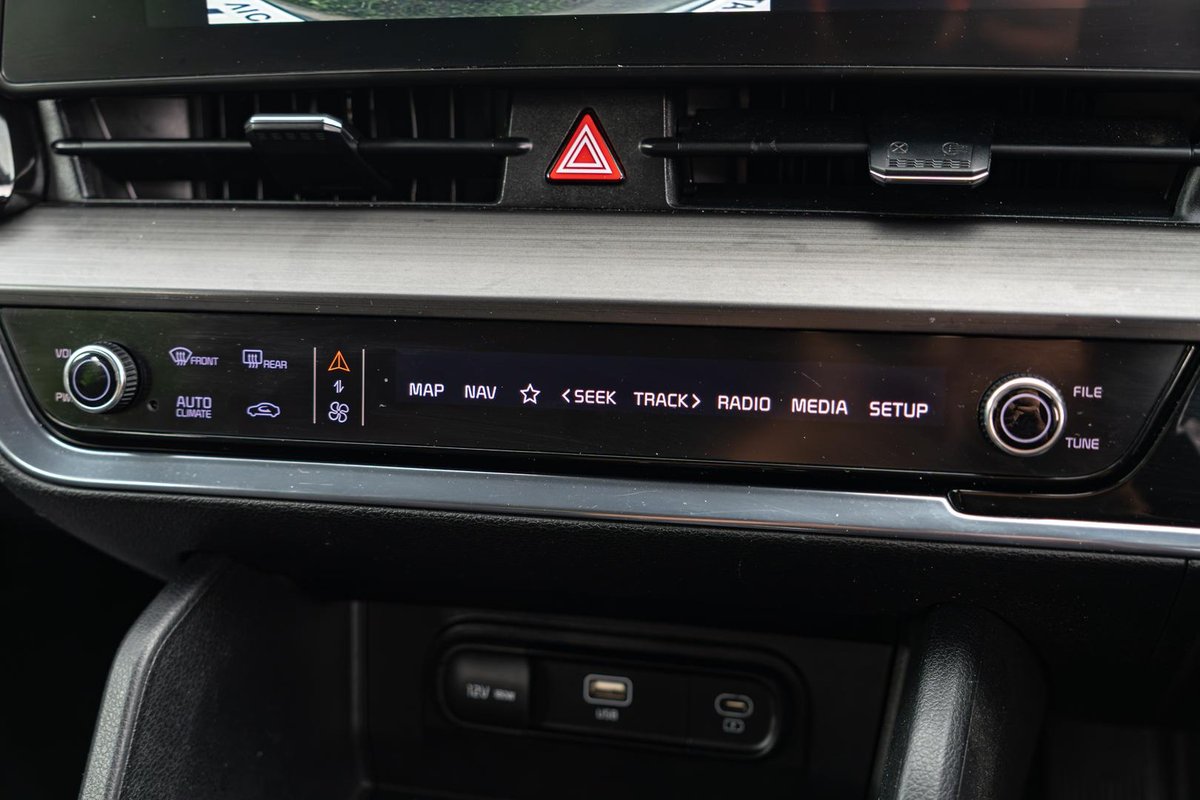 VOL
PWR
FRONT
REAR
AUTO
CLIMATE
MAP
NAV
<SEEK
TRACK>
RADIO
MEDIA
SETUP
FILE
TUNE
12V
USB